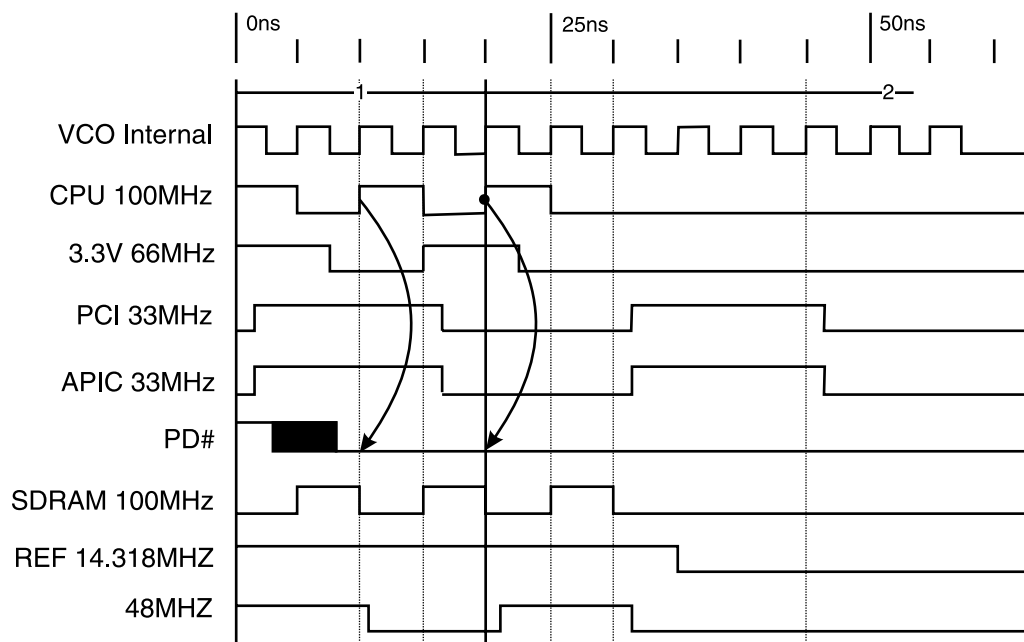 0ns 25ns 50ns
1 2
VCO Internal
CPU 100MHz
3.3V 66MHz
PCI 33MHz
APIC 33MHz
PD#
SDRAM 100MHz
REF 14.318MHZ
48MHZ